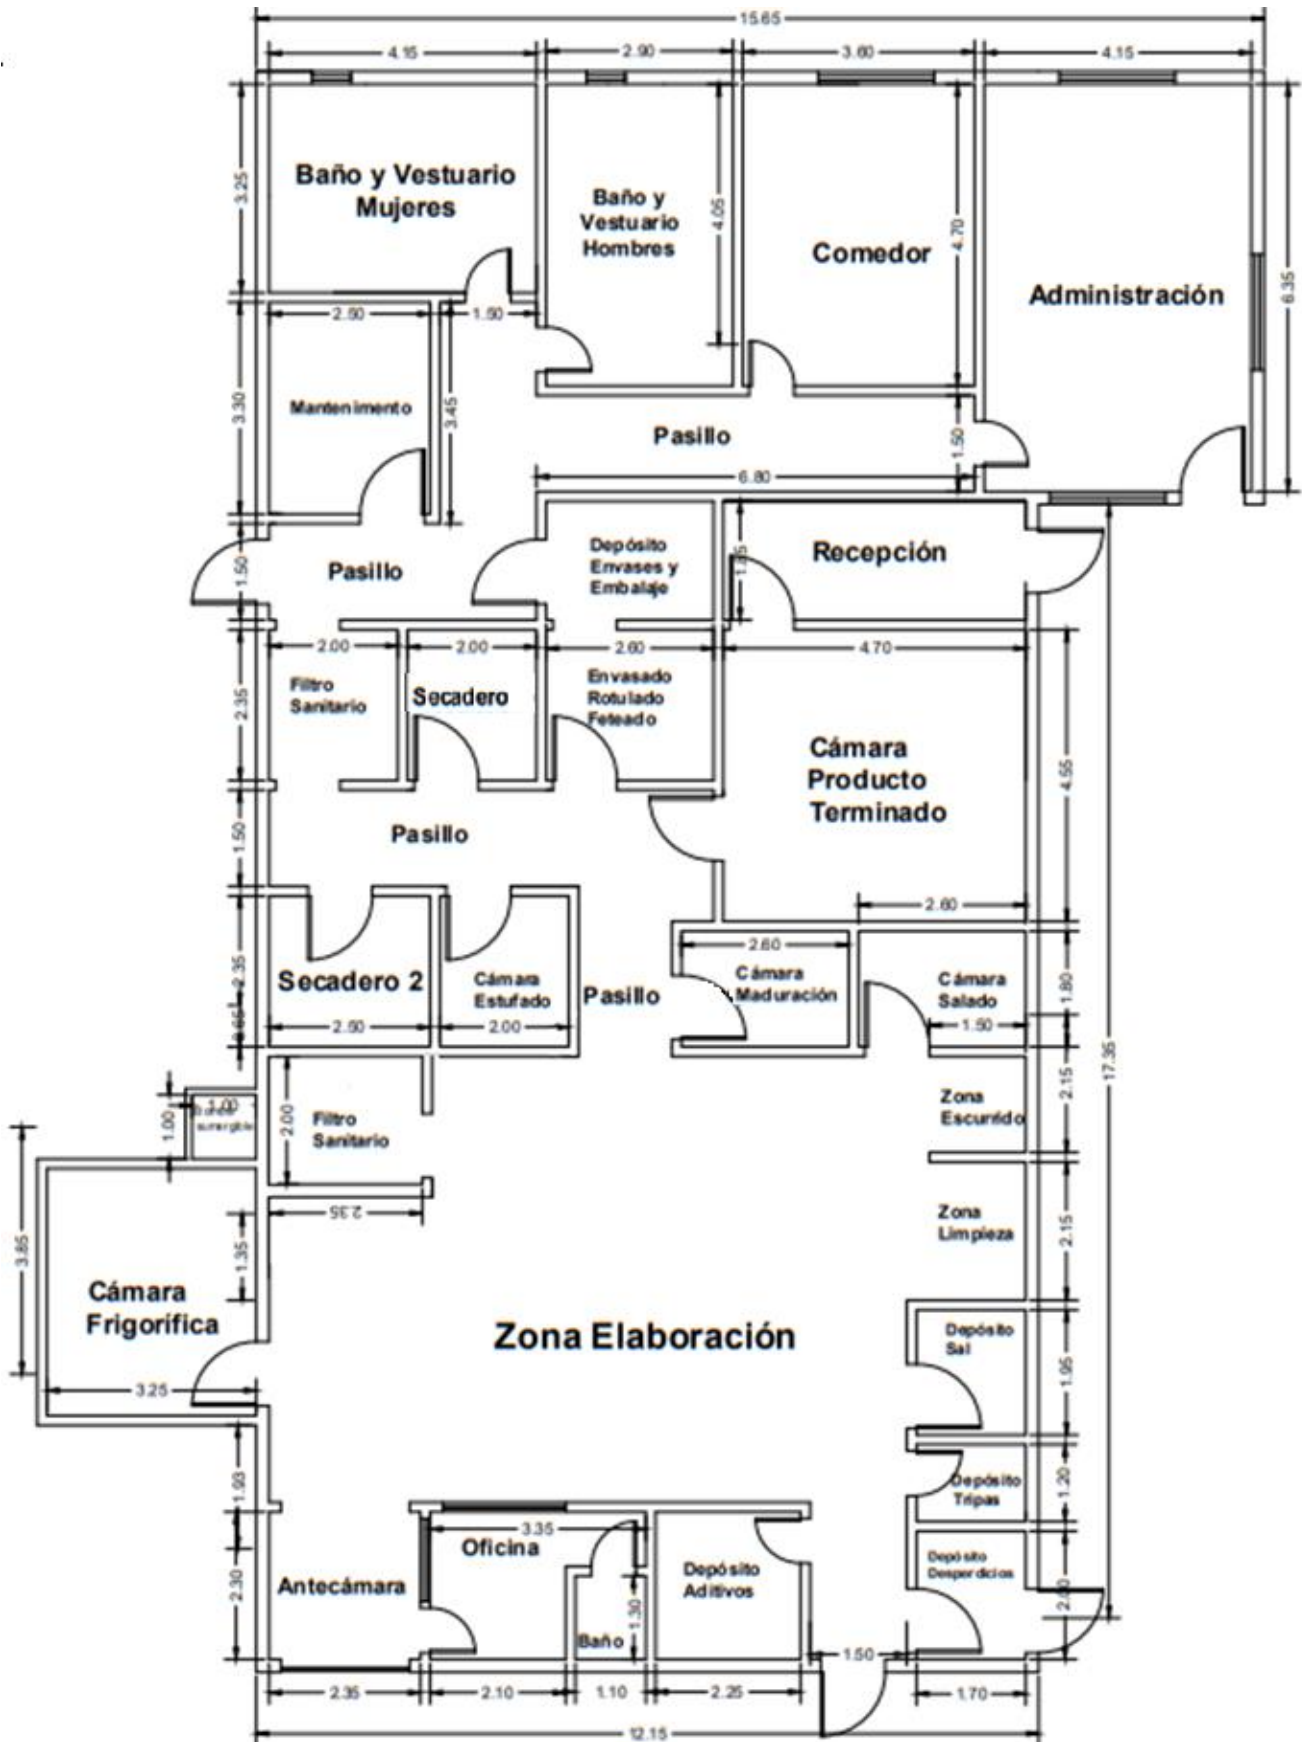 15.65
4.15
2.90
3.60
4.15
3.25
Baño y Vestuario
Mujeres
Baño y
Vestuario
Hombres
4.05
Comedor
4.70
Administración
6.35
2.50
1.50
Mantenimento
3.30
3.45
Pasillo
1.50
6.80
Depósito
Envases y
Embalaje
Recepción
1.50
Pasillo
2.00
2.00
2.60
4.70
2.35
Filtro
Sanitario
Secadero
Envasado
Rotulado
Feteado
Cámara
Producto
Terminado
4.55
1.50
Pasillo
2.60
2.35
0.65
Secadero 2
2.50
Cámara
Estufado
2.00
Pasillo
2.60
Cámara
Maduración
Cámara
Salado
1.50
1.80
17.35
1.00
1.00
2.00
Filtro
Sanitario
2.35
Zona
Escurrido
2.15
Zona
Limpieza
2.15
3.85
1.35
Cámara
Frigorífica
3.25
Zona Elaboración
Depósito
Sal
1.95
1.93
Depósito
Tripas
1.20
3.35
Oficina
Antecámara
2.30
Baño
1.30
Depósito
Aditivos
Depósito
Desperdicios
2.00
1.50
2.35
2.10
1.10
2.25
1.70
12.15